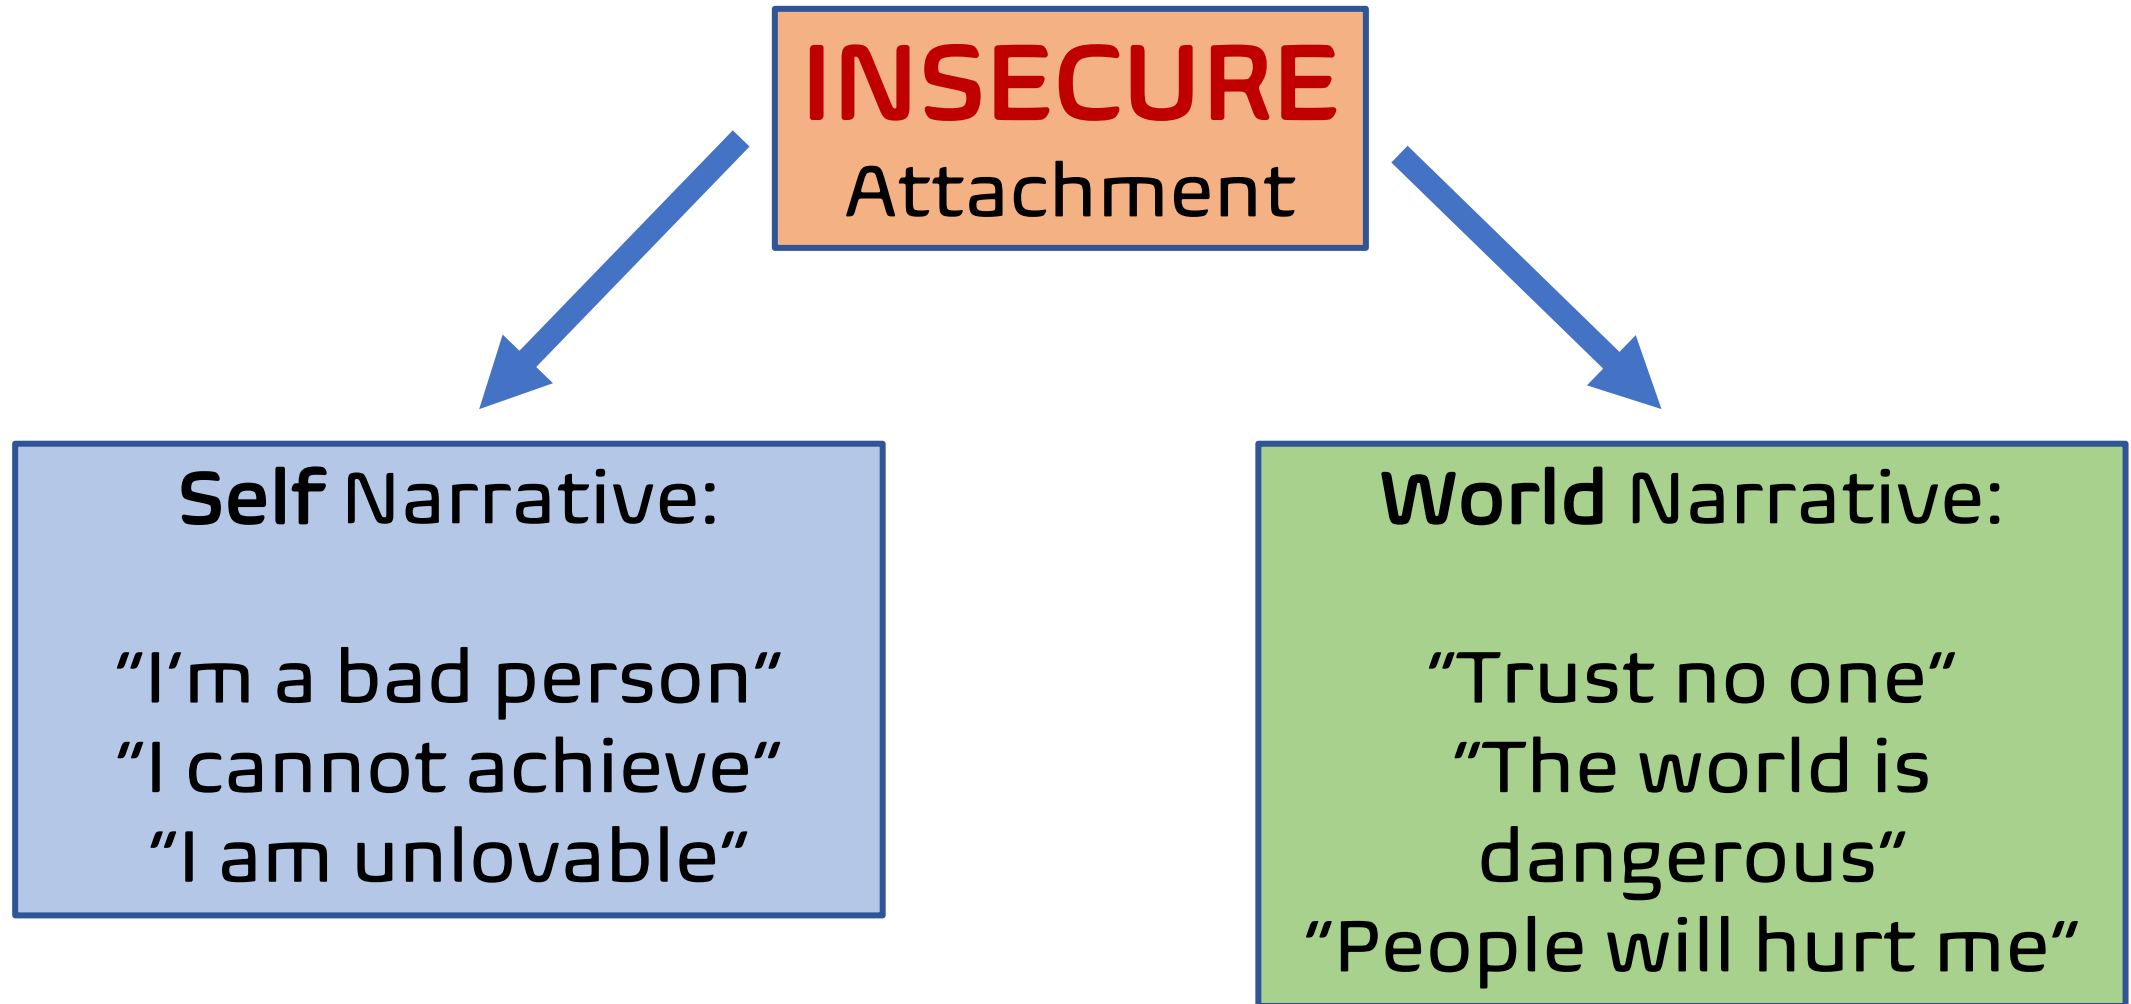 INSECURE
Attachment
Self Narrative:
"I'm a bad person"
"I cannot achieve"
"I am unlovable"
World Narrative:
"Trust no one"
"The world is
dangerous"
"People will hurt me"